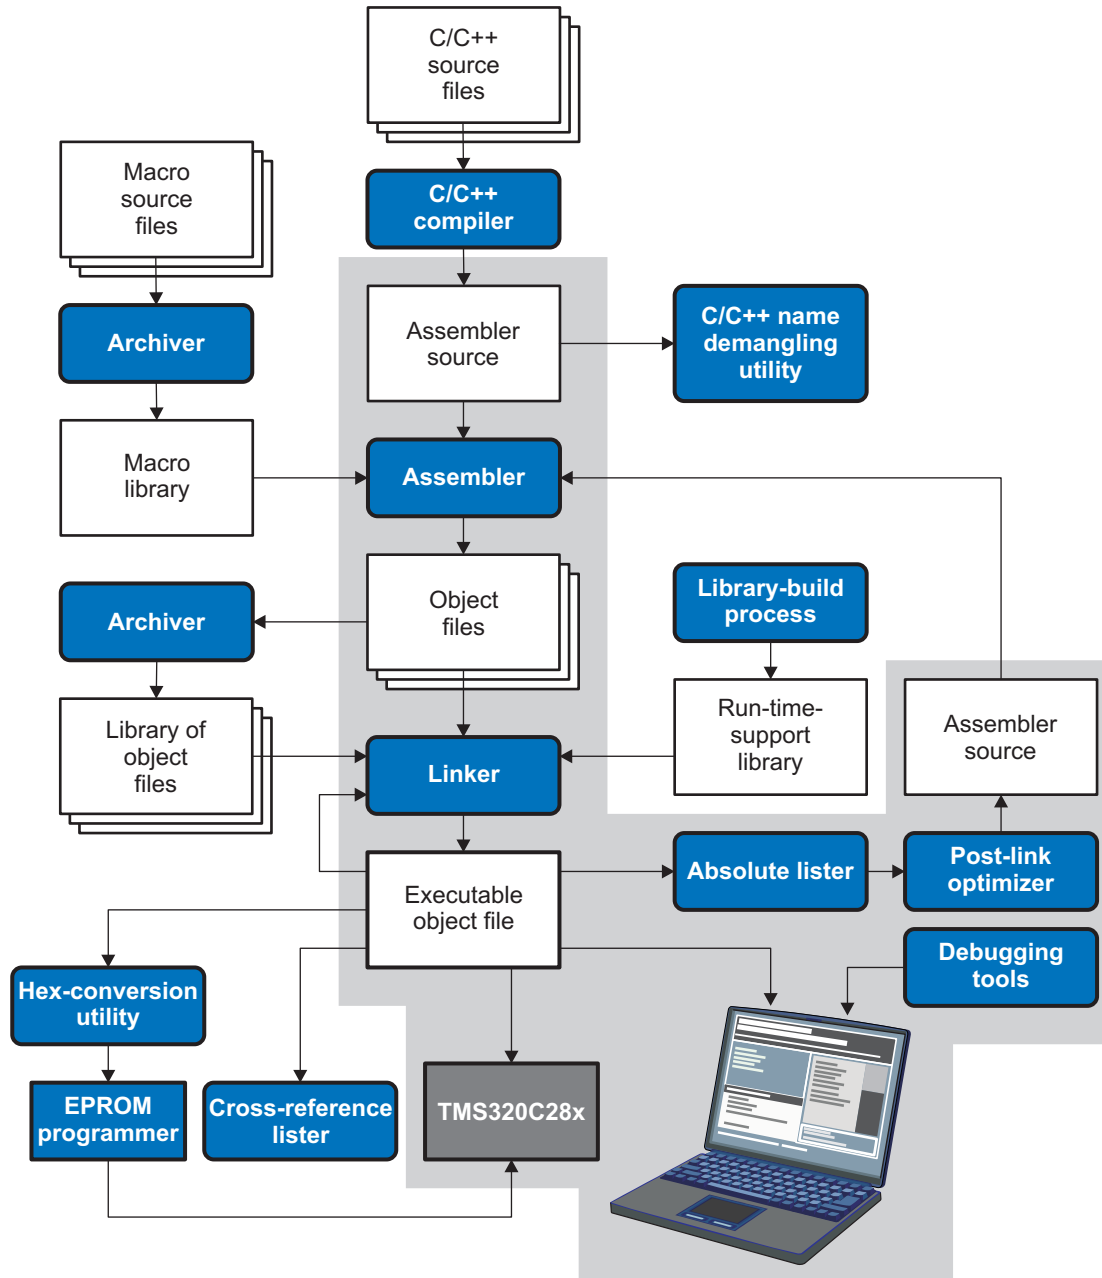 C/C++
source
files
Macro
source
files
C/C++
compiler
Archiver
Assembler
source
C/C++ name
demangling
utility
Macro
library
Assembler
Archiver
Object
files
Library-build
process
Library of
object
files
Linker
Run-time-
support
library
Assembler
source
Executable
object file
Absolute lister
Post-link
optimizer
Debugging
tools
Hex-conversion
utility
EPROM
programmer
Cross-reference
lister
TMS320C28x